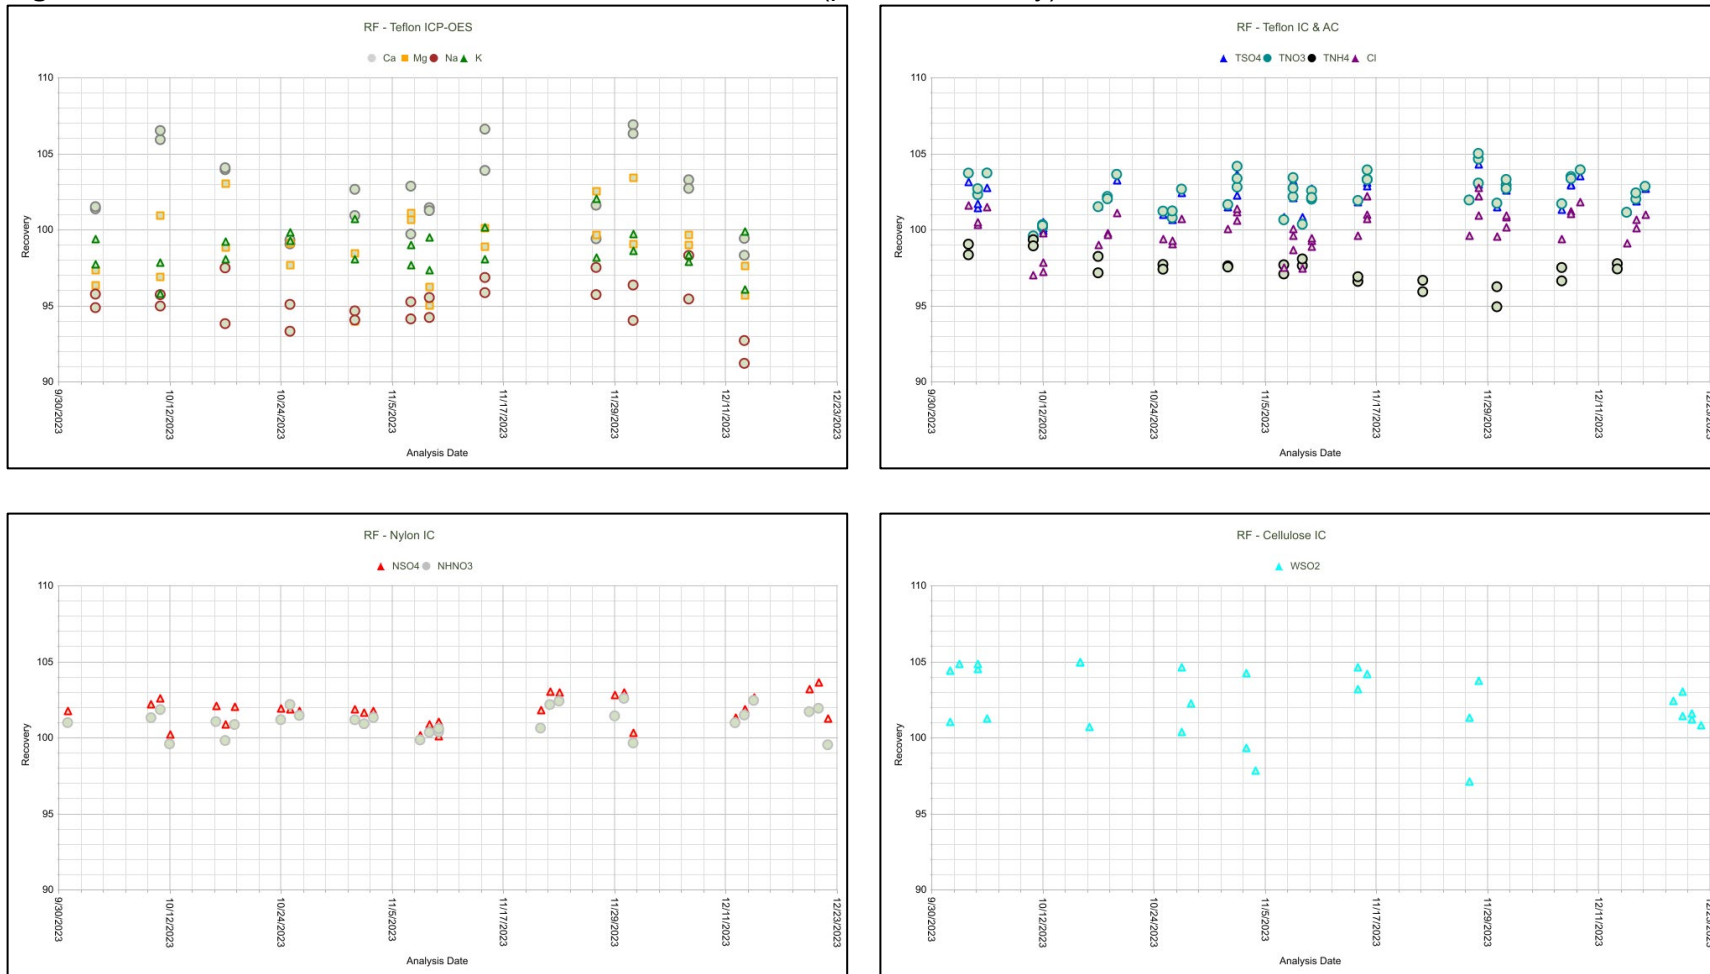 RF - Teflon ICP-OES
Ca Mg Na K
110
105
100
95
90
Recovery
9/30/2023 10/12/2023 10/24/2023 11/5/2023 11/17/2023 11/29/2023 12/11/2023 12/23/2023
Analysis Date
RF - Teflon IC & AC
TSO4 TNO3 TNH4 Cl
110
105
100
95
90
Recovery
9/30/2023 10/12/2023 10/24/2023 11/5/2023 11/17/2023 11/29/2023 12/11/2023 12/23/2023
Analysis Date
RF - Nylon IC
NSO4 NHNO3
110
105
100
95
90
Recovery
9/30/2023 10/12/2023 10/24/2023 11/5/2023 11/17/2023 11/29/2023 12/11/2023 12/23/2023
Analysis Date
RF - Cellulose IC
WSO2
110
105
100
95
90
Recovery
9/30/2023 10/12/2023 10/24/2023 11/5/2023 11/17/2023 11/29/2023 12/11/2023 12/23/2023
Analysis Date